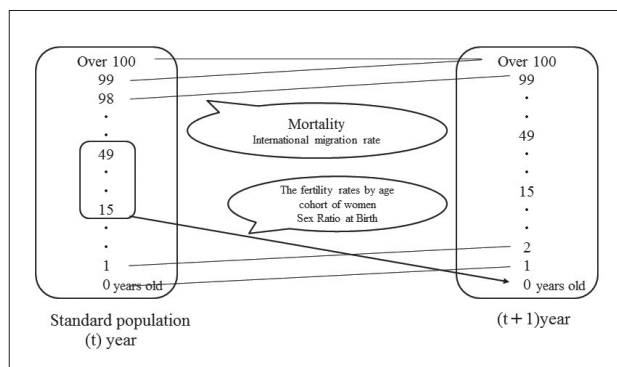 Over 100
99
98
・
・
49
・
・
15
・
・
1
0 years old
Standard population
(t) year
Mortality
International migration rate
The fertility rates by age
cohort of women
Sex Ratio at Birth
Over 100
99
・
・
49
・
・
15
・
・
2
1
0 years old
(t+1)year